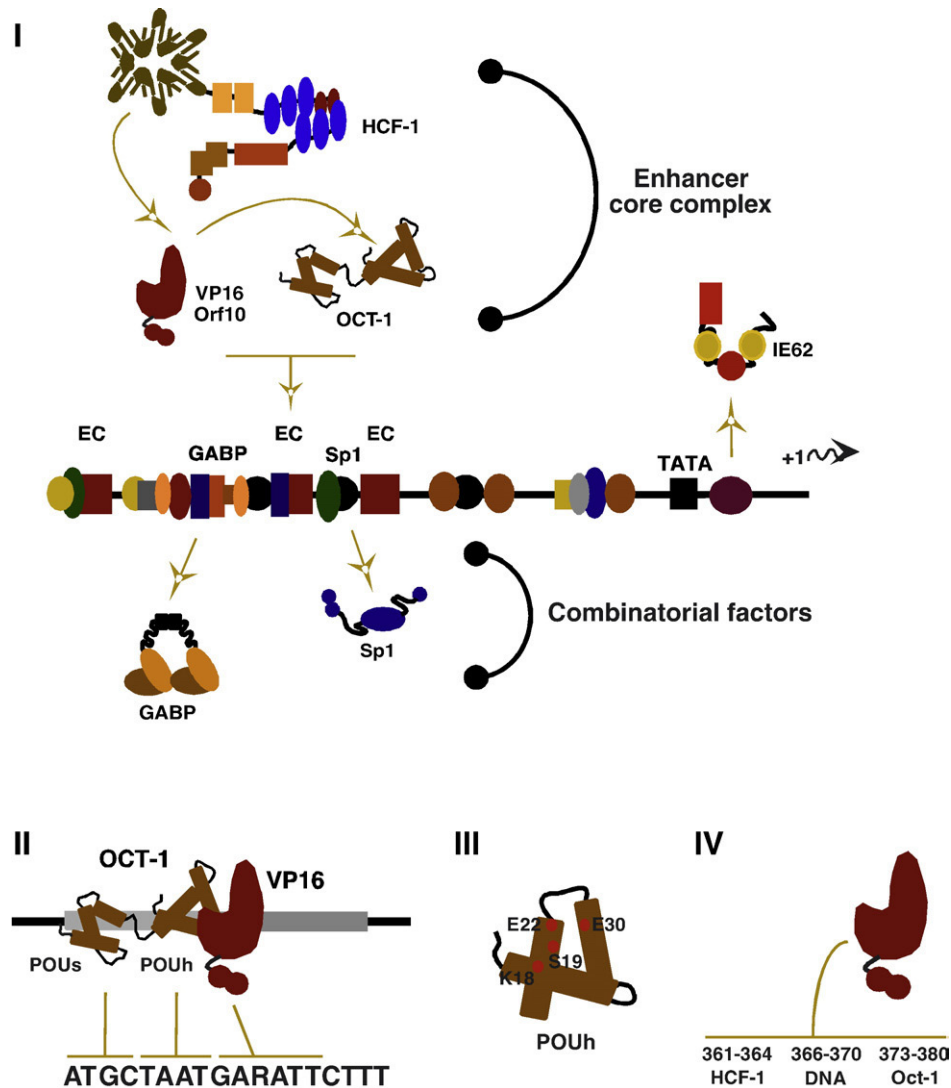 I
HCF-1
Enhancer
core complex
VP16
Orf10
OCT-1
IE62
EC
EC
EC
GABP
Sp1
TATA
+1
Combinatorial factors
Sp1
GABP
II
OCT-1
VP16
POUs
POUh
ATGCTAATGARATTCTTT
III
E22
E30
S19
K18
POUh
IV
361-364
366-370
373-380
HCF-1
DNA
Oct-1